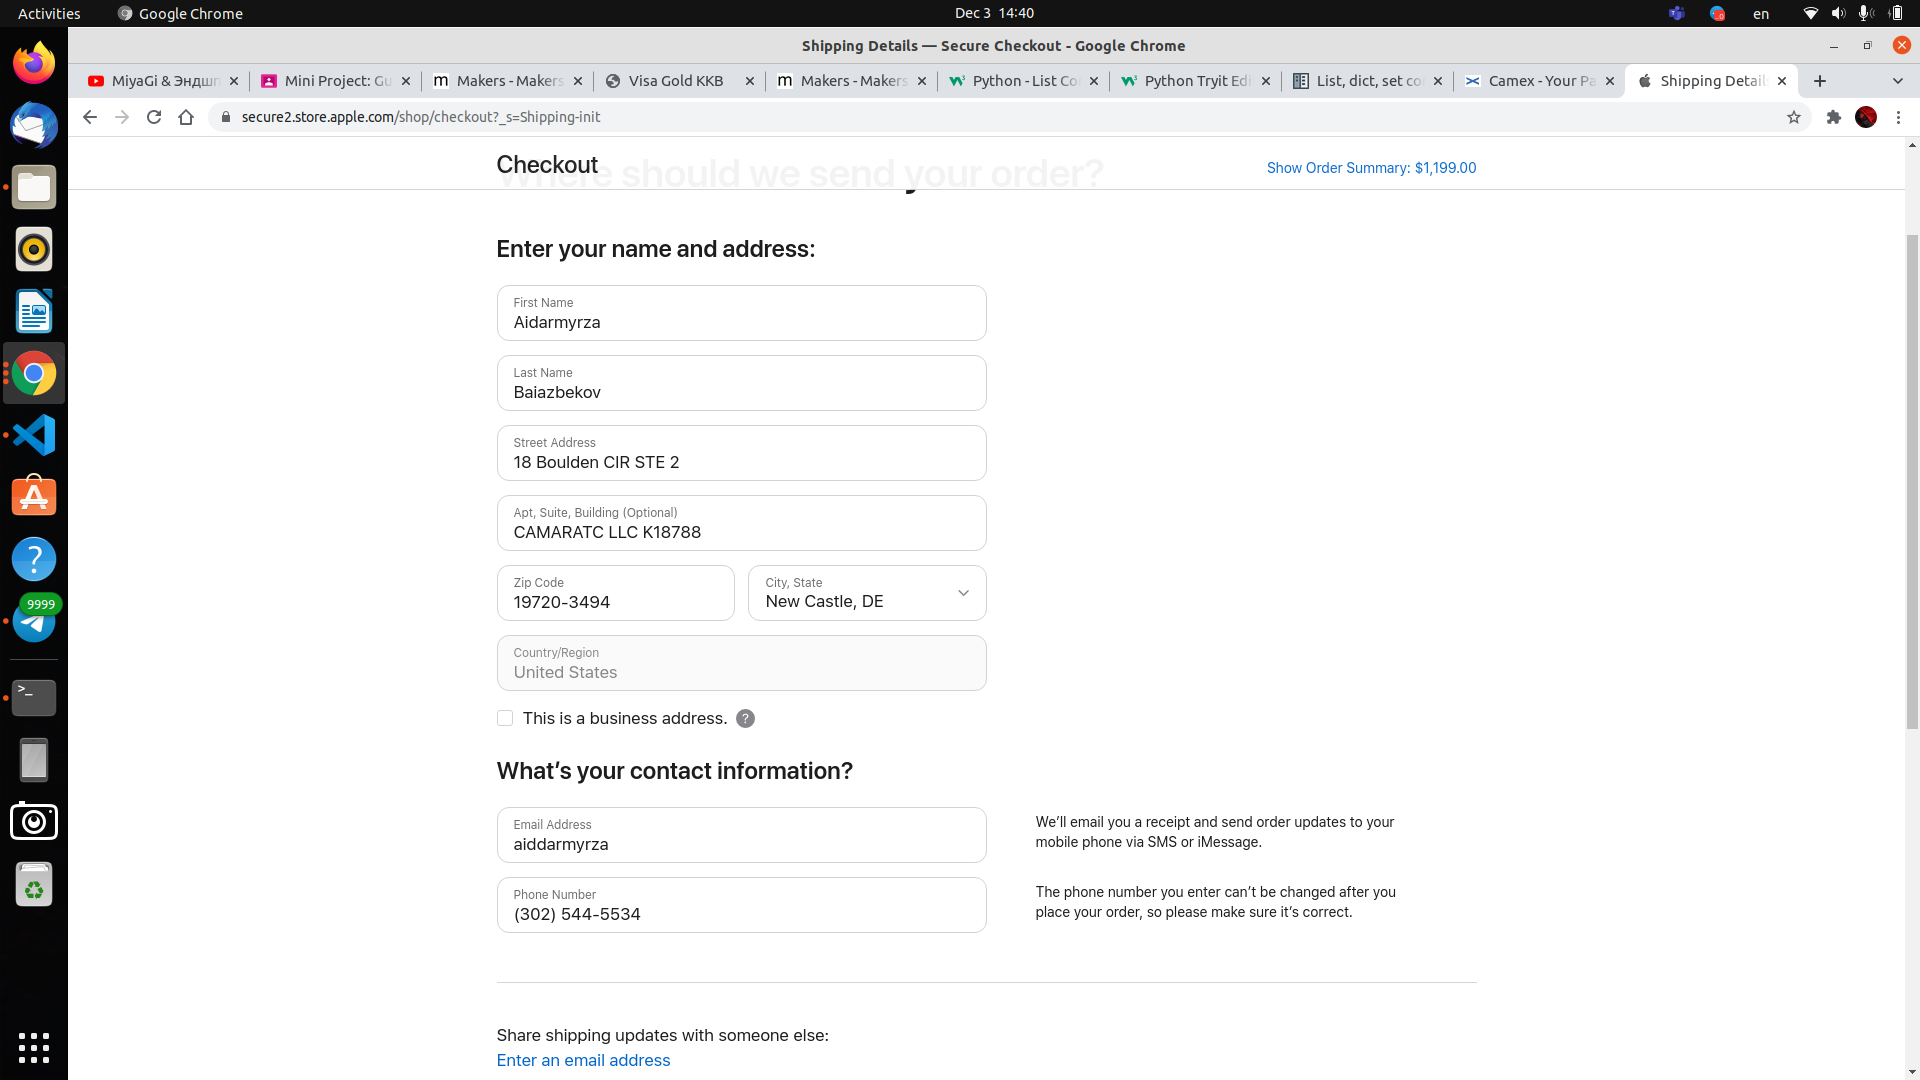 Activities
Google Chrome
Dec 3 14:40
en
Shipping Details — Secure Checkout - Google Chrome
MiyaGi & Эндшп
Mini Project: Gu
Makers - Makers
Visa Gold KKB
Makers - Makers
Python - List Co
Python Tryit Edi
List, dict, set co
Camex - Your Pa
Shipping Detail
secure2.store.apple.com/shop/checkout?_s=Shipping-init
Where should we send your order?
Checkout
Show Order Summary: $1,199.00
Enter your name and address:
First Name
Aidarmyrza
Last Name
Baiazbekov
Street Address
18 Boulden CIR STE 2
Apt, Suite, Building (Optional)
CAMARATC LLC K18788
Zip Code
19720-3494
City, State
New Castle, DE
Country/Region
United States
This is a business address. ?
What's your contact information?
Email Address
aiddarmyrza
We'll email you a receipt and send order updates to your
mobile phone via SMS or iMessage.
Phone Number
(302) 544-5534
The phone number you enter can't be changed after you
place your order, so please make sure it's correct.
Share shipping updates with someone else:
Enter an email address
9999